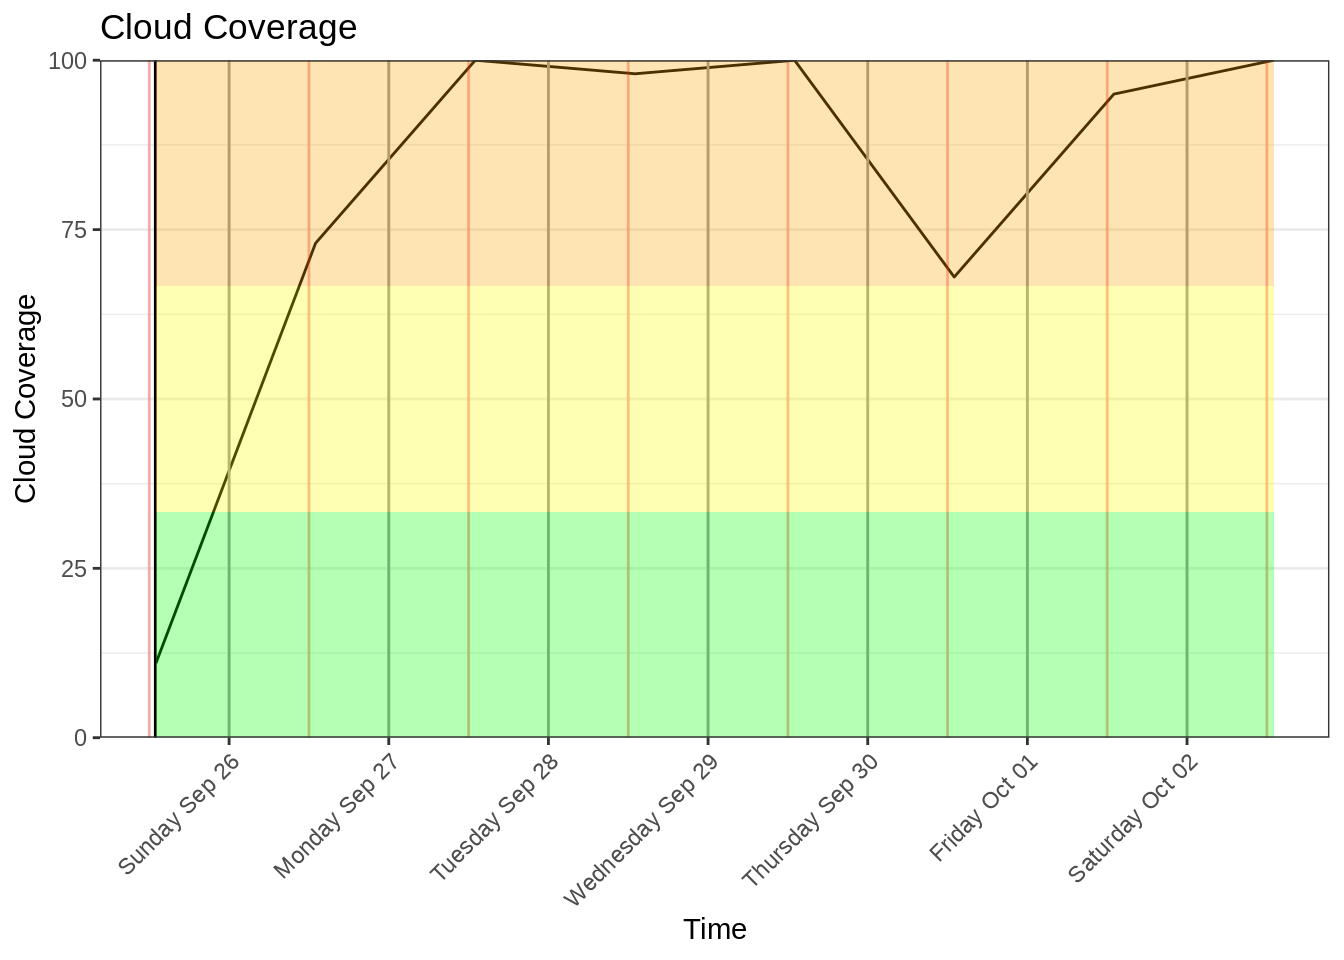 Cloud Coverage
100
75
50
25
0
Cloud Coverage
Sunday Sep 26
Monday Sep 27
Tuesday Sep 28
Wednesday Sep 29
Thursday Sep 30
Friday Oct 01
Saturday Oct 02
Time